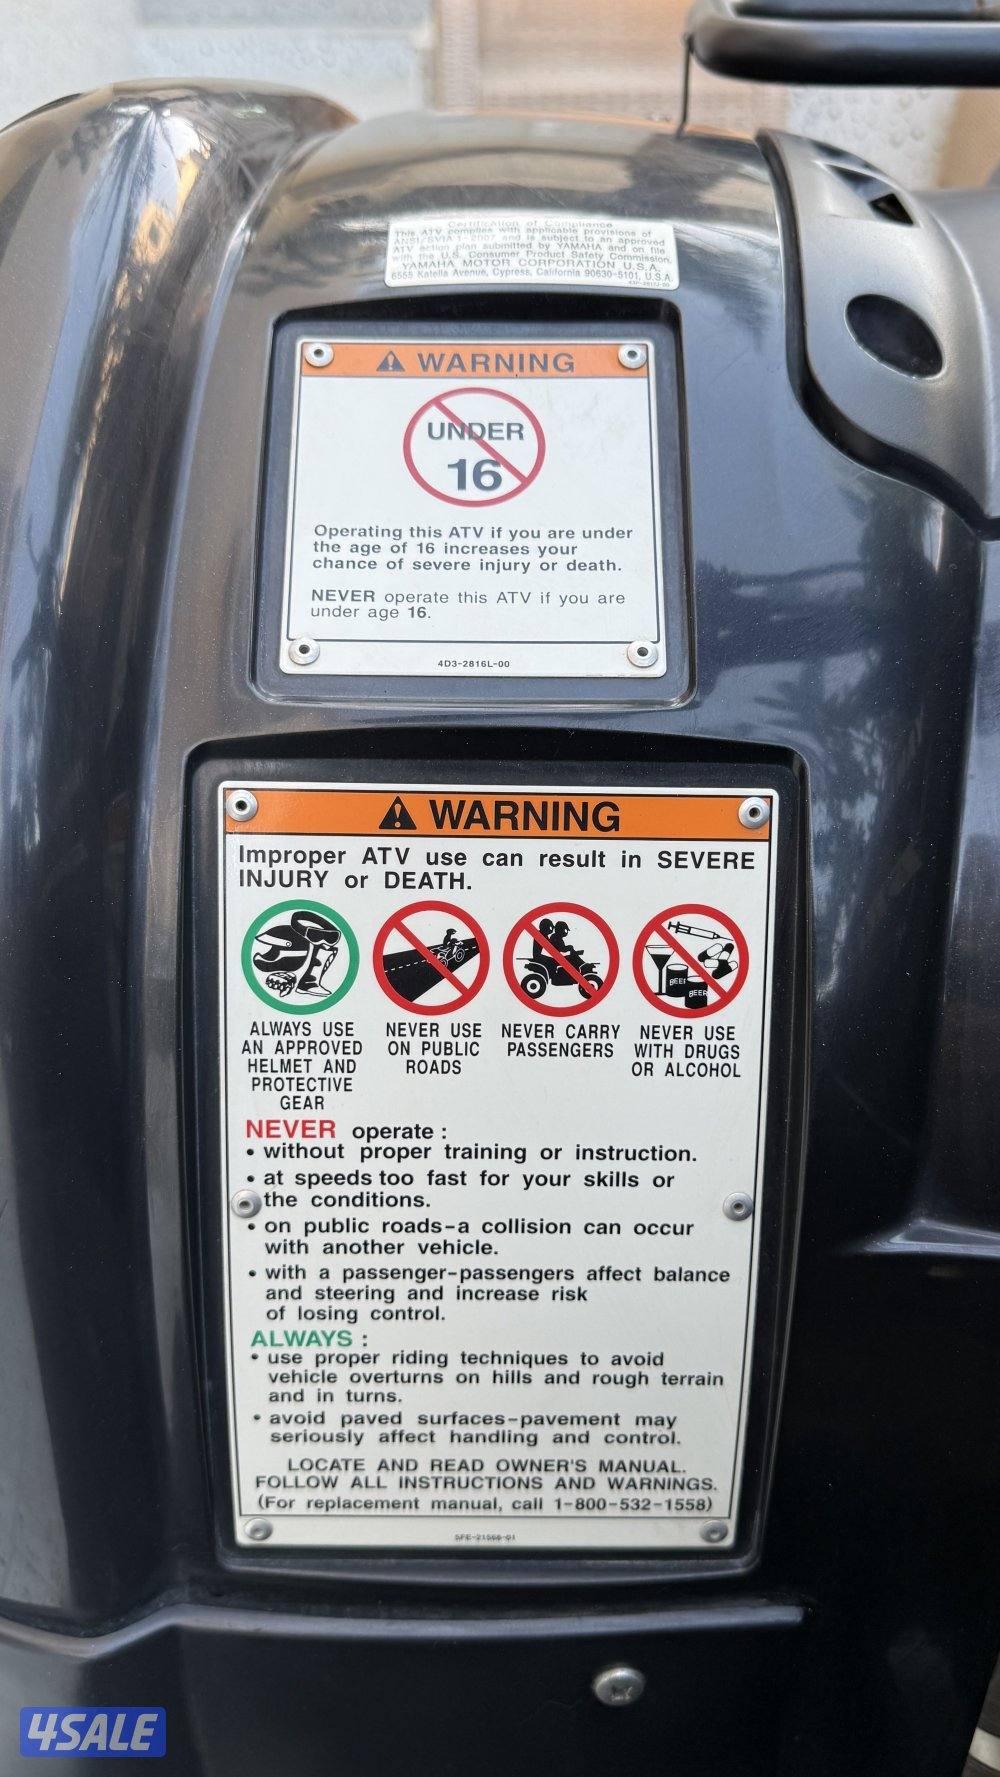 Certification of Compliance
This ATV complies with applicable provisions of
ANSI/SVIA 1-2007 and is subject to an approved
ATV action plan submitted by YAMAHA and on file
with the U.S. Consumer Product Safety Commission.
YAMAHA MOTOR CORPORATION U.S.A.
6555 Katella Avenue, Cypress, California 90630-5101, U.S.A.
WARNING
UNDER
16
Operating this ATV if you are under
the age of 16 increases your
chance of severe injury or death.
NEVER operate this ATV if you are
under age 16.
4D3-2816L-00
WARNING
Improper ATV use can result in SEVERE
INJURY or DEATH.
BEER
BEER
ALWAYS USE
AN APPROVED
HELMET AND
PROTECTIVE
GEAR
NEVER USE
ON PUBLIC
ROADS
NEVER CARRY
PASSENGERS
NEVER USE
WITH DRUGS
OR ALCOHOL
NEVER operate :
• without proper training or instruction.
• at speeds too fast for your skills or
the conditions.
• on public roads-a collision can occur
with another vehicle.
• with a passenger-passengers affect balance
and steering and increase risk
of losing control.
ALWAYS :
• use proper riding techniques to avoid
vehicle overturns on hills and rough terrain
and in turns.
• avoid paved surfaces-pavement may
seriously affect handling and control.
LOCATE AND READ OWNER'S MANUAL.
FOLLOW ALL INSTRUCTIONS AND WARNINGS.
(For replacement manual, call 1-800-532-1558)
4SALE